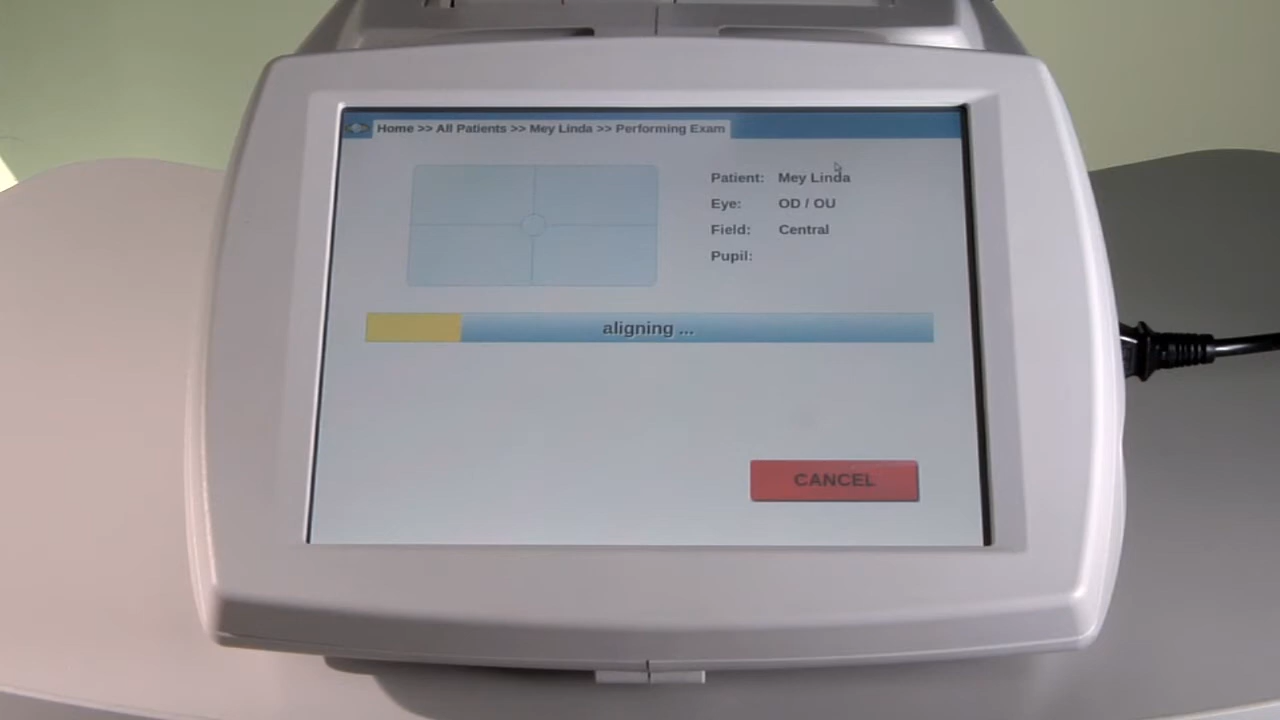 Home >> All Patients >> Mey Linda >> Performing Exam
Patient: Mey Linda
Eye: OD / OU
Field: Central
Pupil:
aligning ...
CANCEL